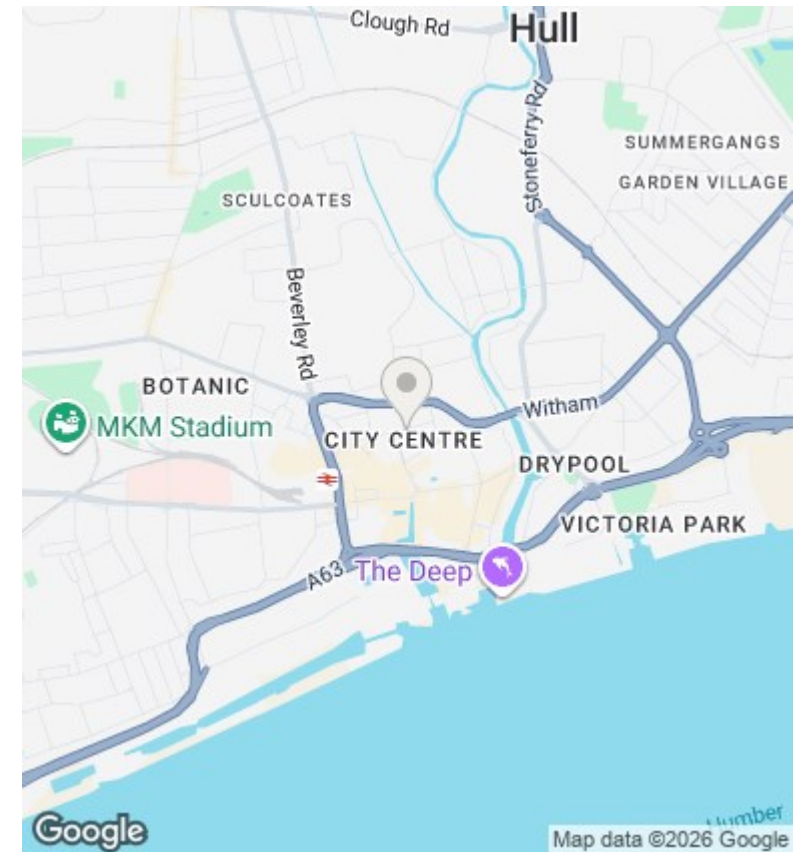 Clough Rd
Hull
Stoneferry Rd
SUMMERGANGS
GARDEN VILLAGE
SCULCOATES
Beverley Rd
BOTANIC
MKM Stadium
Witham
CITY CENTRE
DRYPOOL
VICTORIA PARK
A63
The Deep
Humber
Google
Map data ©2026 Google